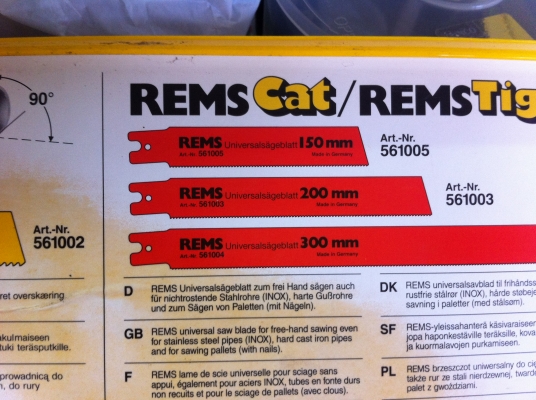 90°
REMS Cat/REMS Tig
REMS Universalsägeblatt 150 mm
Art.-Nr. 561005
Made in Germany
Art.-Nr.
561005
REMS Universalsägeblatt 200 mm
Art.-Nr. 561003
Made in Germany
Art.-Nr.
561003
REMS Universalsägeblatt 300 mm
Art.-Nr. 561004
Made in Germany
Art.-Nr.
561002
ret overskæring
akulmaiseen
tuki teräsputkille.
prowadnicą do
n, do rury
D REMS Universalsägeblatt zum frei Hand sägen auch
für nichtrostende Stahlrohre (INOX), harte Gußrohre
und zum Sägen von Paletten (mit Nägeln).
GB REMS universal saw blade for free-hand sawing even
for stainless steel pipes (INOX), hard cast iron pipes
and for sawing pallets (with nails).
F REMS lame de scie universelle pour sciage sans
appui, également pour aciers INOX, tubes en fonte durs
non recuits et pour le sciage de palettes (avec clous).
DK REMS universalsavblad til frihåndss
rustfrie stålrør (INOX), hårde støbeje
savning i paletter (med stålsøm).
SF REMS-yleissahanterä käsivaraiseen
jopa haponkestäville teräksille, kova
ja kuormalavojen purkamiseen.
PL REMS brzeszczot uniwersalny do cię
także rur ze stali nierdzewnej, tward
palet z gwoździami.